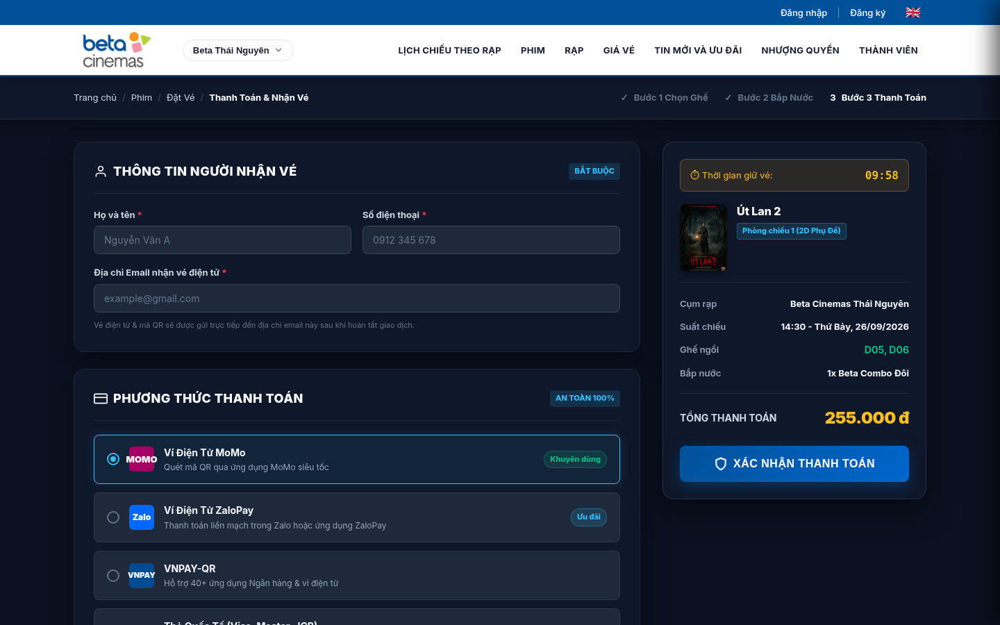 Đăng nhập
Đăng ký
beta
cinemas
Beta Thái Nguyên
LỊCH CHIẾU THEO RẠP
PHIM
RẠP
GIÁ VÉ
TIN MỚI VÀ ƯU ĐÃI
NHƯỢNG QUYỀN
THÀNH VIÊN
Trang chủ / Phim / Đặt Vé / Thanh Toán & Nhận Vé
✓ Bước 1 Chọn Ghế
✓ Bước 2 Bắp Nước
3 Bước 3 Thanh Toán
THÔNG TIN NGƯỜI NHẬN VÉ
BẮT BUỘC
Họ và tên *
Số điện thoại *
Nguyễn Văn A
0912 345 678
Địa chỉ Email nhận vé điện tử *
example@gmail.com
Vé điện tử & mã QR sẽ được gửi trực tiếp đến địa chỉ email này sau khi hoàn tất giao dịch.
PHƯƠNG THỨC THANH TOÁN
AN TOÀN 100%
MOMO
Ví Điện Tử MoMo
Quét mã QR qua ứng dụng MoMo siêu tốc
Khuyên dùng
Zalo
Ví Điện Tử ZaloPay
Thanh toán liền mạch trong Zalo hoặc ứng dụng ZaloPay
Ưu đãi
VNPAY
VNPAY-QR
Hỗ trợ 40+ ứng dụng Ngân hàng & ví điện tử
Thẻ Quốc Tế (Visa, Master, JCB)
Thời gian giữ vé:
09:58
ÚT LAN 2
Út Lan 2
Phòng chiếu 1 (2D Phụ Đề)
Cụm rạp
Beta Cinemas Thái Nguyên
Suất chiếu
14:30 - Thứ Bảy, 26/09/2026
Ghế ngồi
D05, D06
Bắp nước
1x Beta Combo Đôi
TỔNG THANH TOÁN
255.000 đ
XÁC NHẬN THANH TOÁN